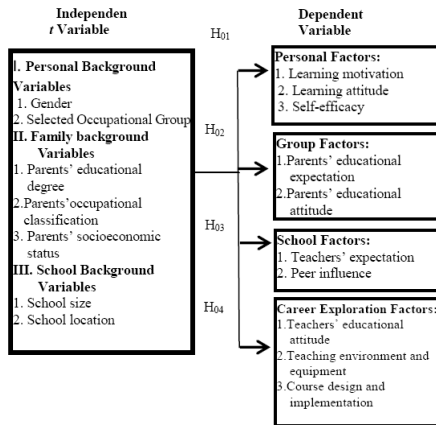 Independen
t Variable
I. Personal Background
Variables
1. Gender
2. Selected Occupational Group
II. Family background
Variables
1. Parents' educational
degree
2.Parents'occupational
classification
3. Parents' socioeconomic
status
III. School Background
Variables
1. School size
2. School location
H01
H02
H03
H04
Dependent
Variable
Personal Factors:
1. Learning motivation
2. Learning attitude
3. Self-efficacy
Group Factors:
1.Parents' educational
expectation
2.Parents' educational
attitude
School Factors:
1. Teachers' expectation
2. Peer influence
Career Exploration Factors:
1.Teachers' educational
attitude
2.Teaching environment and
equipment
3.Course design and
implementation